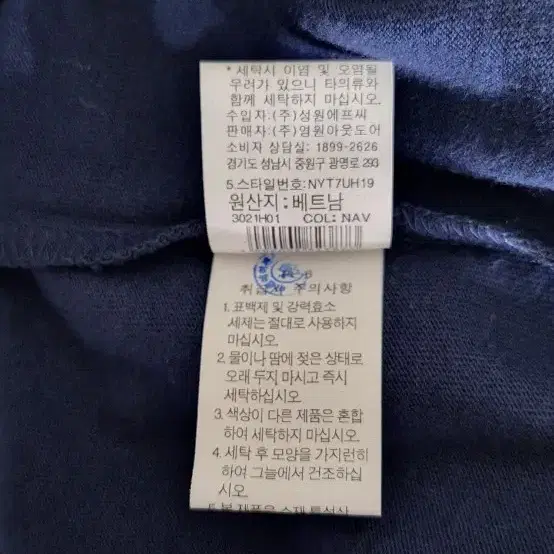 * 세탁시 이염 및 오염될
우려가 있으니 타의류와
함께 세탁하지 마십시오.
수입자:(주)성원에프씨
판매자:(주)영원아웃도어
소비자 상담실: 1899-2626
경기도 성남시 중원구 광명로 293
5.스타일번호:NYT7UH19
원산지:베트남
3021H01 COL: NAV
주의사항
1. 표백제 및 강력효소
세제는 절대로 사용하지
마십시오.
2. 물이나 땀에 젖은 상태로
오래 두지 마시고 즉시
세탁하십시오.
3. 색상이 다른 제품은 혼합
하여 세탁하지 마십시오.
4. 세탁 후 모양을 가지런히
하여 그늘에서 건조하십
시오.